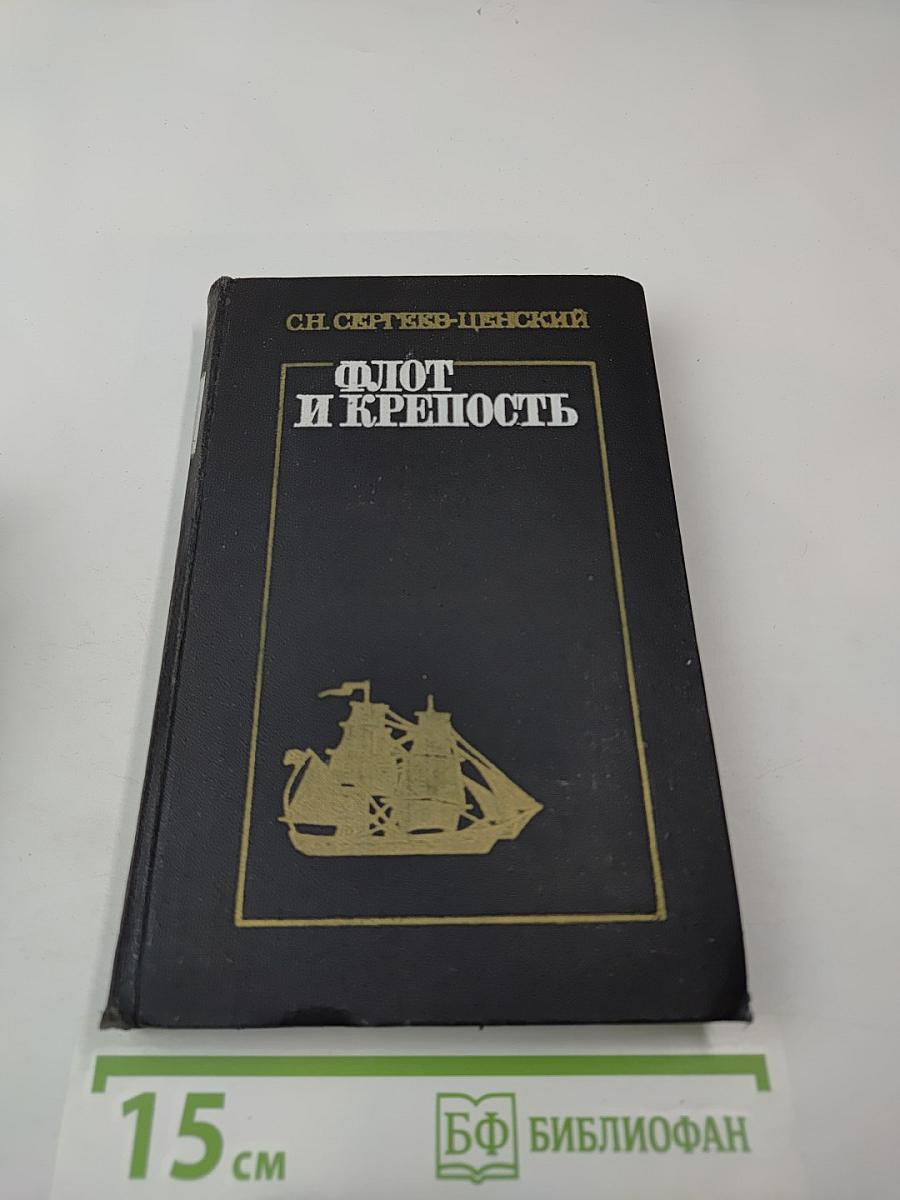 С.Н. СЕРГЕЕВ-ЦЕНСКИЙ
ФЛОТ
И КРЕПОСТЬ
15 см
БФ БИБЛИОФАН